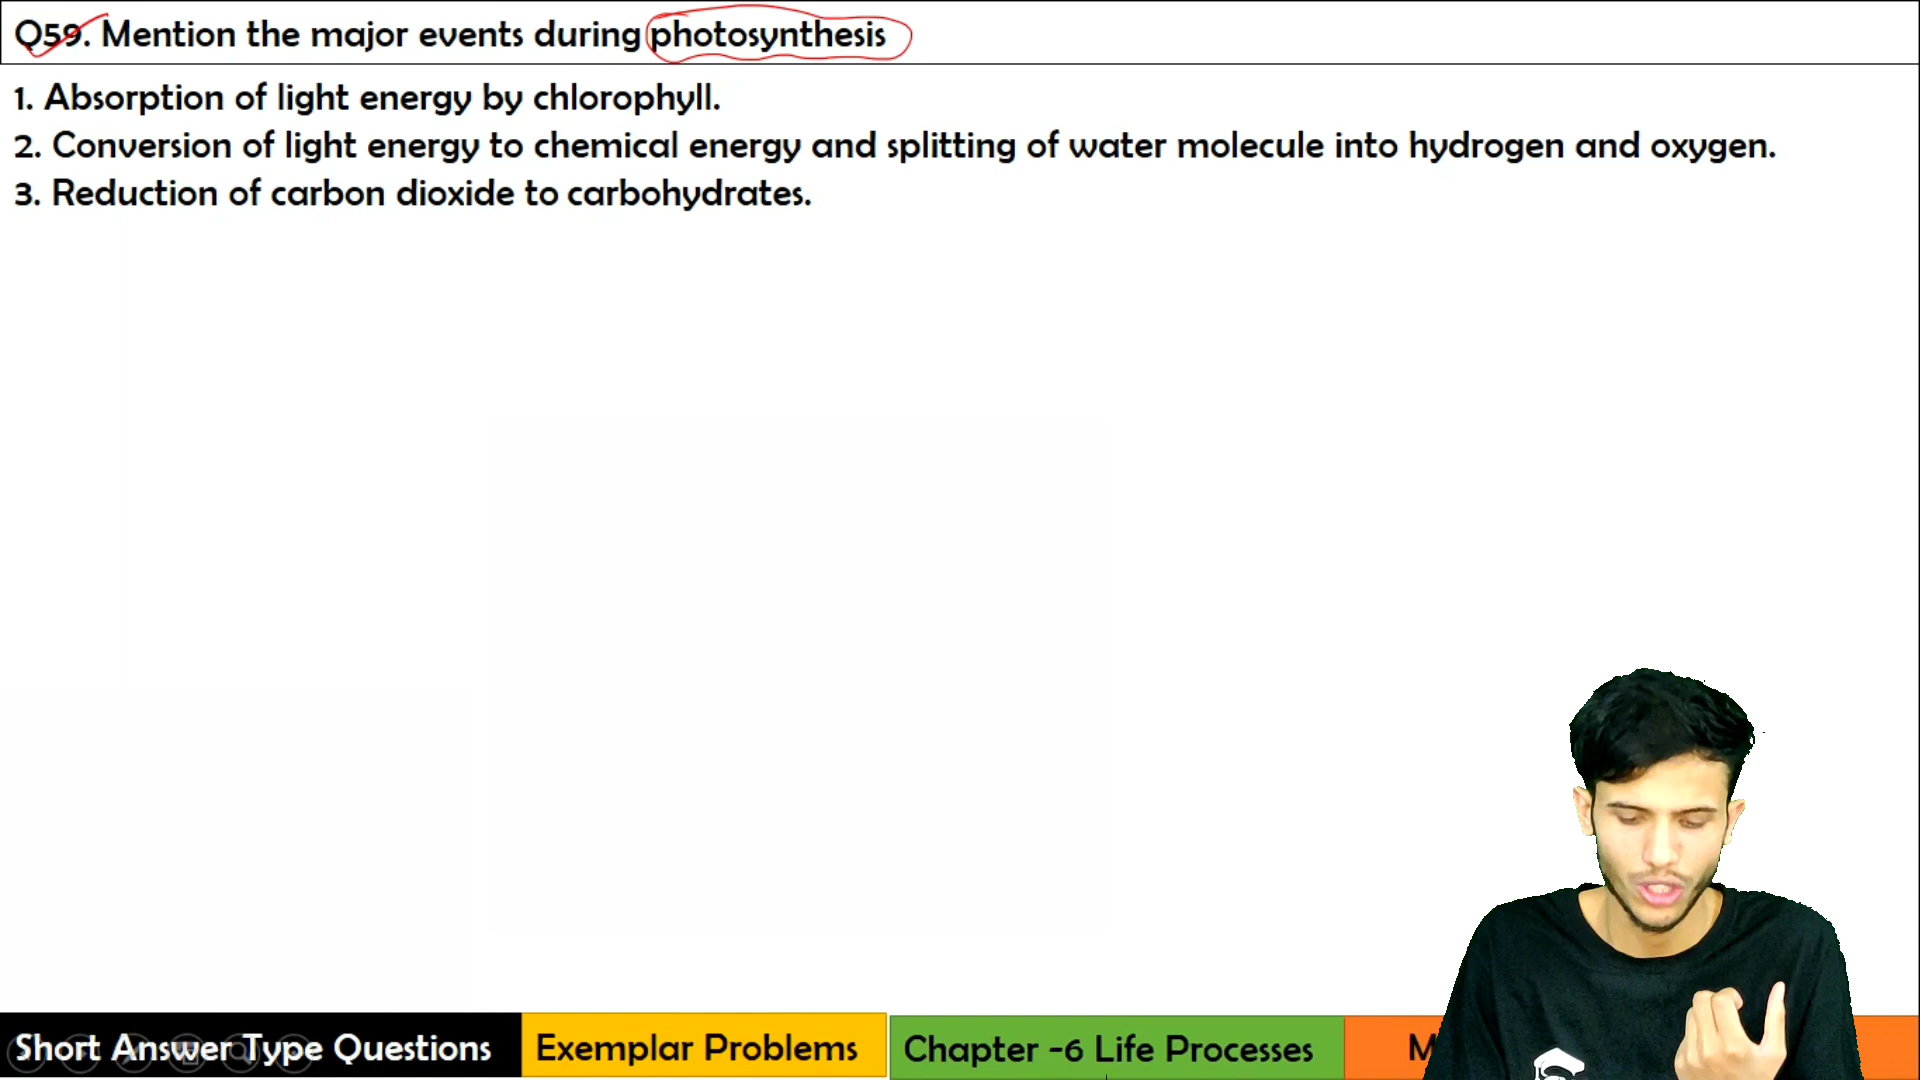 Q59. Mention the major events during photosynthesis
1. Absorption of light energy by chlorophyll.
2. Conversion of light energy to chemical energy and splitting of water molecule into hydrogen and oxygen.
3. Reduction of carbon dioxide to carbohydrates.
Short Answer Type Questions Exemplar Problems Chapter -6 Life Processes